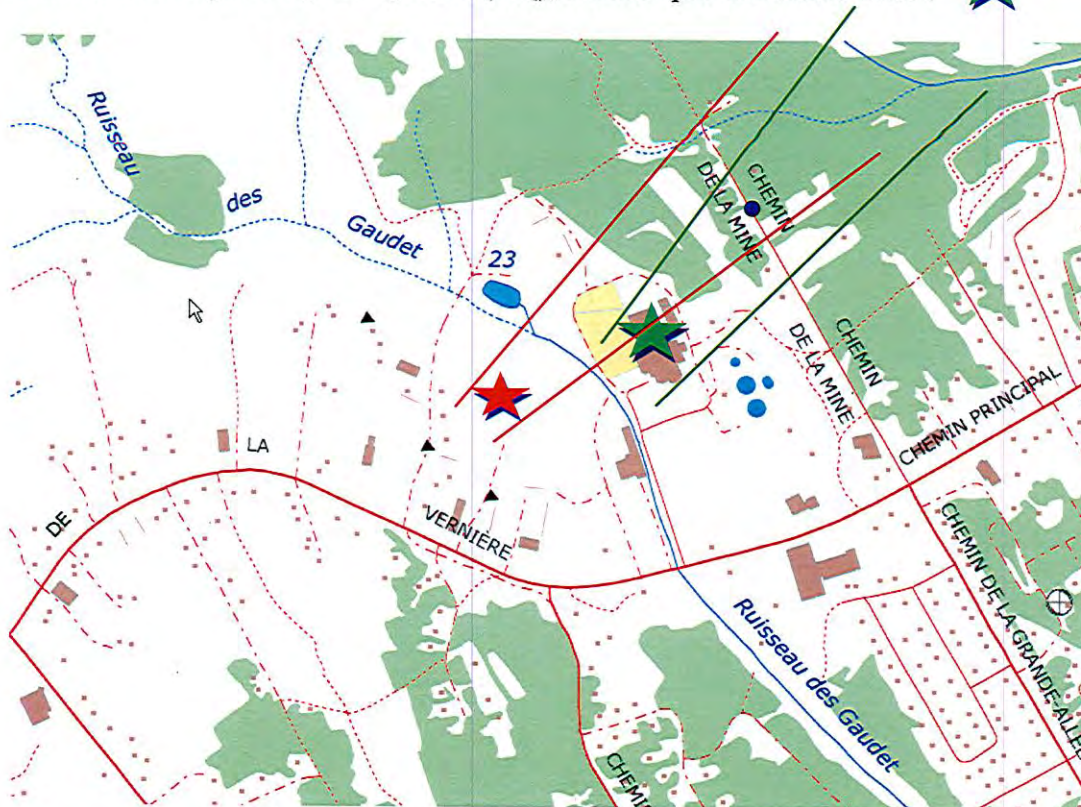 Ruisseau
des
Gaudet
23
CHEMIN
DE LA MINE
CHEMIN
DE LA MINE
CHEMIN PRINCIPAL
DE
LA
VERNIÈRE
CHEMIN DE LA GRANDE-ALLÉE
Ruisseau des Gaudet
CHEMIN